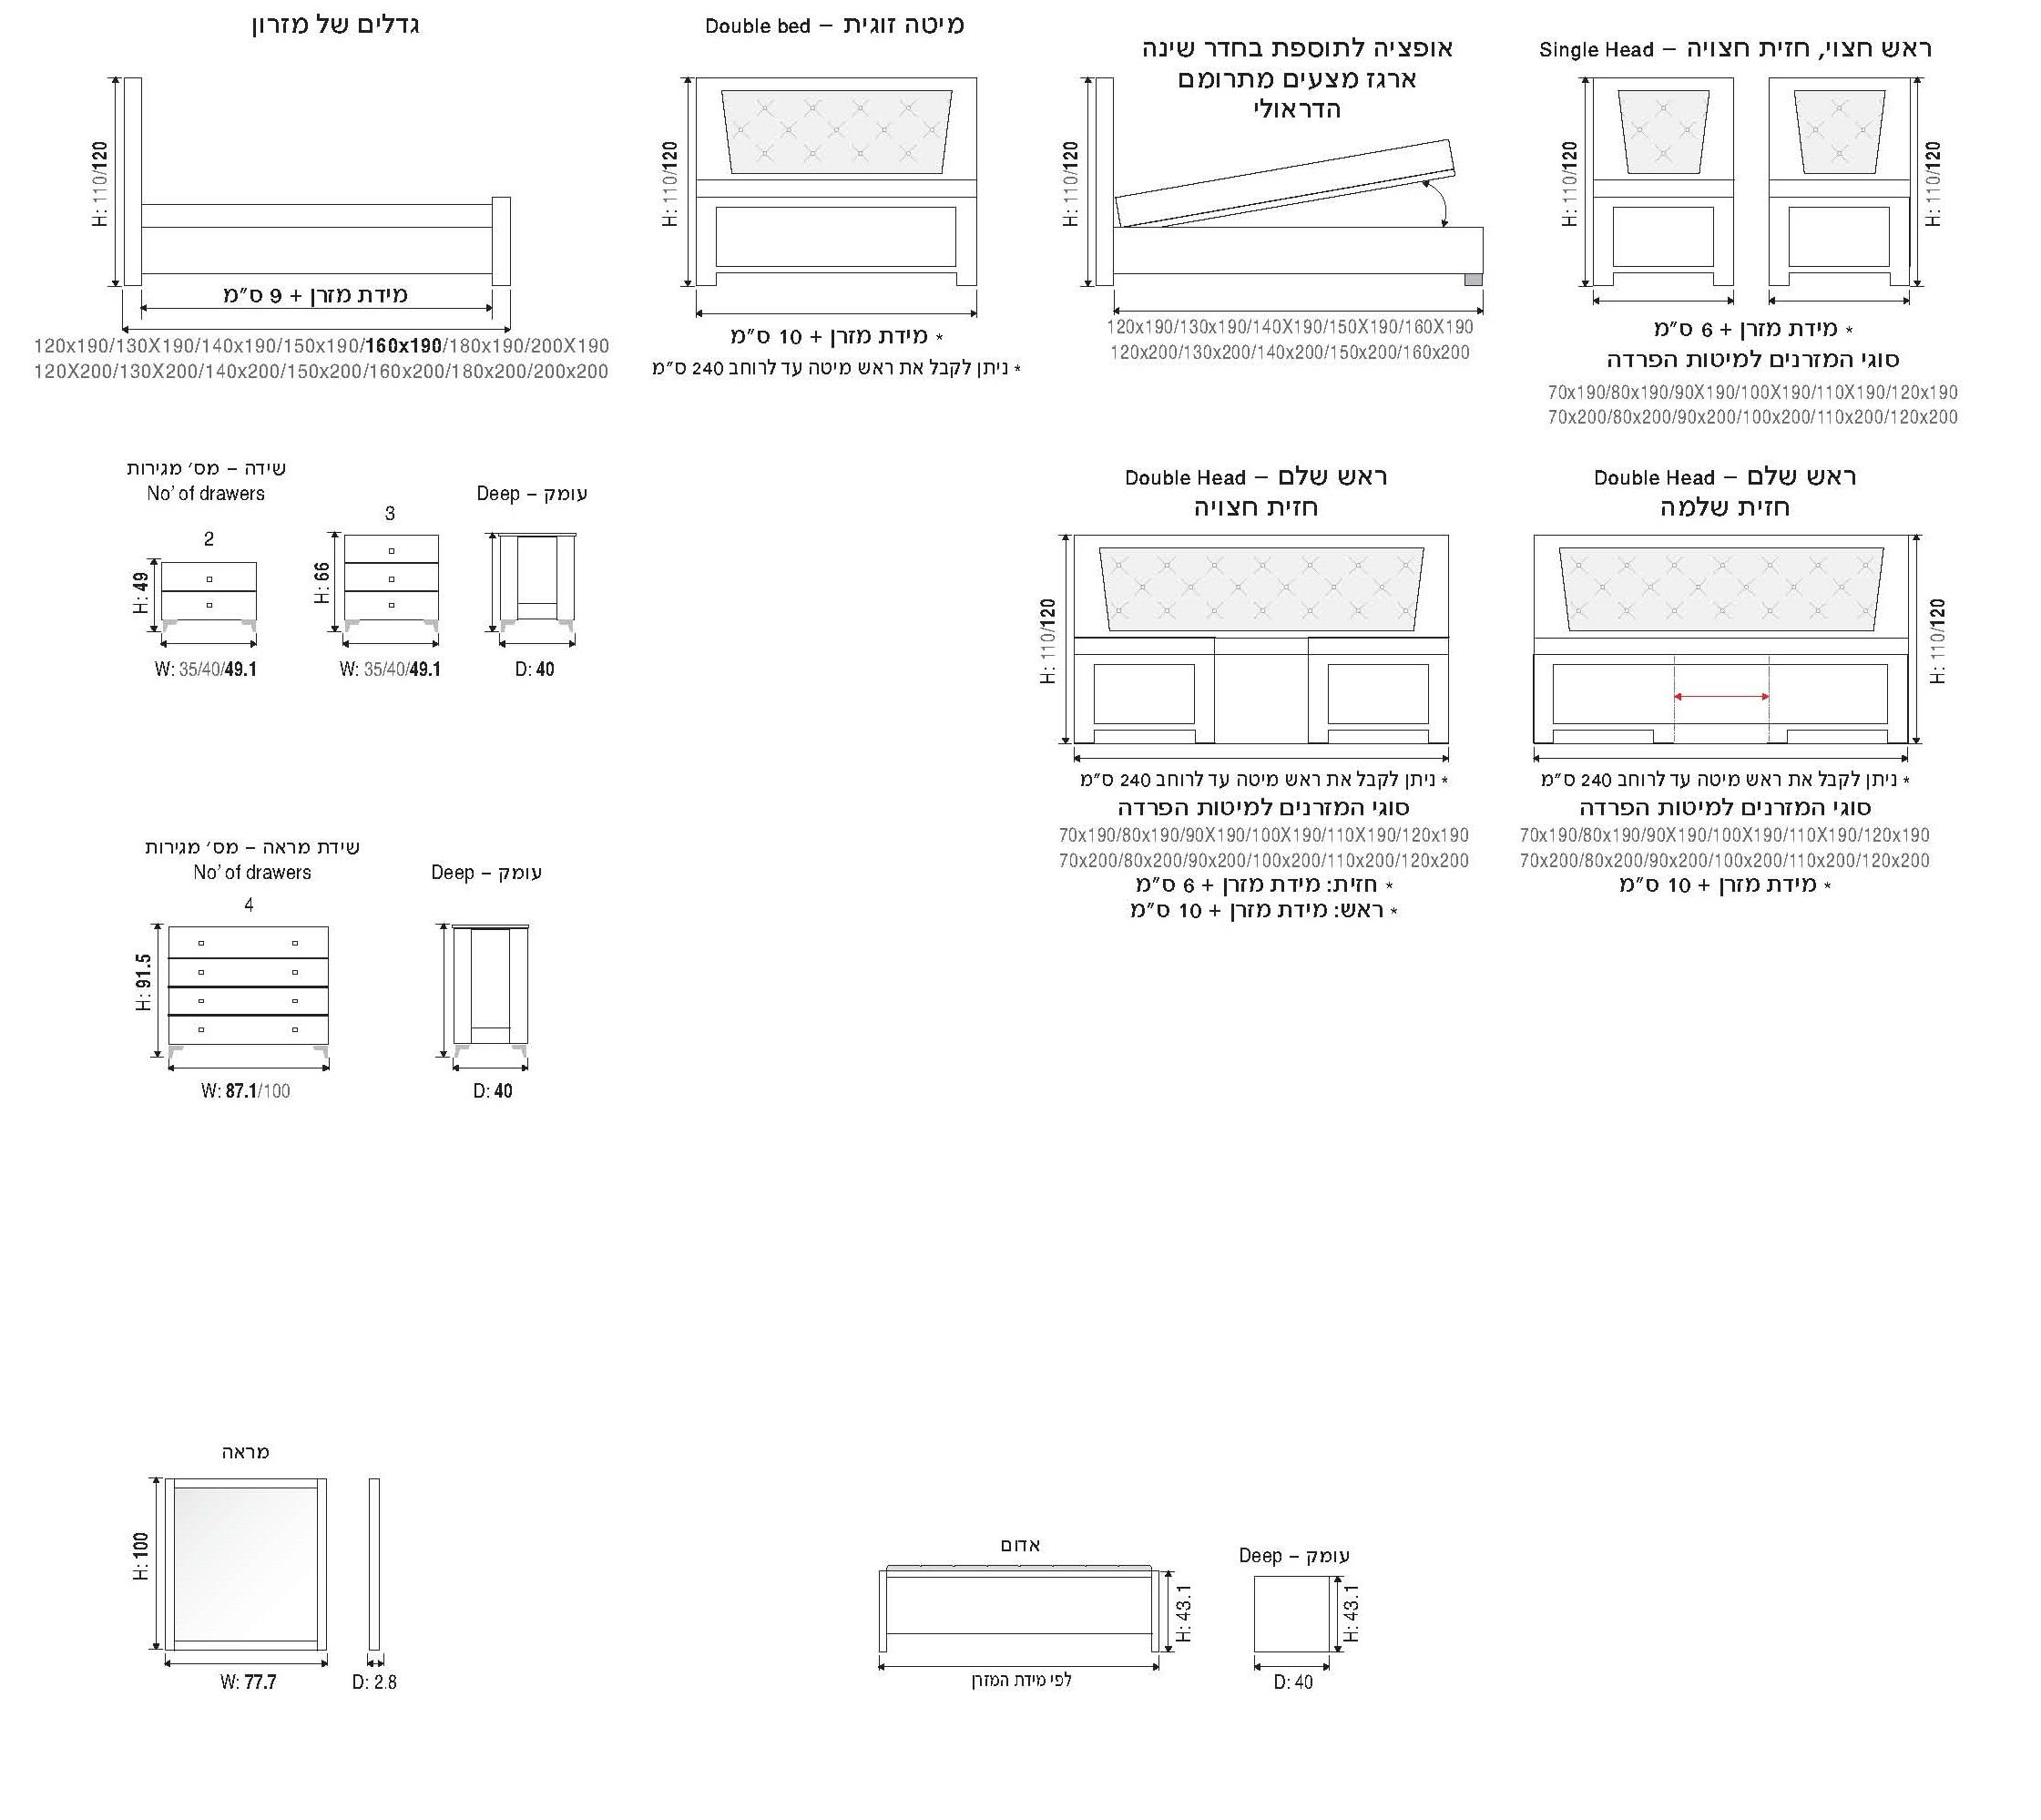 גדלים של מזרון
H: 110/120
מידת מזרן + 9 ס״מ
120x190/130X190/140x190/150x190/160x190/180x190/200X190
120X200/130X200/140x200/150x200/160x200/180x200/200x200
מיטה זוגית – Double bed
H: 110/120
* מידת מזרן + 10 ס״מ
* ניתן לקבל את ראש מיטה עד לרוחב 240 ס״מ
אופציה לתוספת בחדר שינה
ארגז מצעים מתרומם
הדראולי
H: 110/120
120x190/130x190/140X190/150X190/160X190
120x200/130x200/140x200/150x200/160x200
ראש חצוי, חזית חצויה – Single Head
H: 110/120
H: 110/120
* מידת מזרן + 6 ס״מ
סוגי המזרנים למיטות הפרדה
70x190/80x190/90X190/100X190/110X190/120x190
70x200/80x200/90x200/100x200/110x200/120x200
שידה – מס׳ מגירות
No' of drawers
2
H: 49
W: 35/40/49.1
3
H: 66
W: 35/40/49.1
עומק – Deep
D: 40
ראש שלם – Double Head
חזית חצויה
H: 110/120
* ניתן לקבל את ראש מיטה עד לרוחב 240 ס״מ
סוגי המזרנים למיטות הפרדה
70x190/80x190/90X190/100X190/110X190/120x190
70x200/80x200/90x200/100x200/110x200/120x200
* חזית: מידת מזרן + 6 ס״מ
* ראש: מידת מזרן + 10 ס״מ
ראש שלם – Double Head
חזית שלמה
H: 110/120
* ניתן לקבל את ראש מיטה עד לרוחב 240 ס״מ
סוגי המזרנים למיטות הפרדה
70x190/80x190/90X190/100X190/110X190/120x190
70x200/80x200/90x200/100x200/110x200/120x200
* מידת מזרן + 10 ס״מ
שידת מראה – מס׳ מגירות
No' of drawers
4
H: 91.5
W: 87.1/100
עומק – Deep
D: 40
מראה
H: 100
W: 77.7
D: 2.8
אדום
H: 43.1
לפי מידת המזרן
עומק – Deep
H: 43.1
D: 40